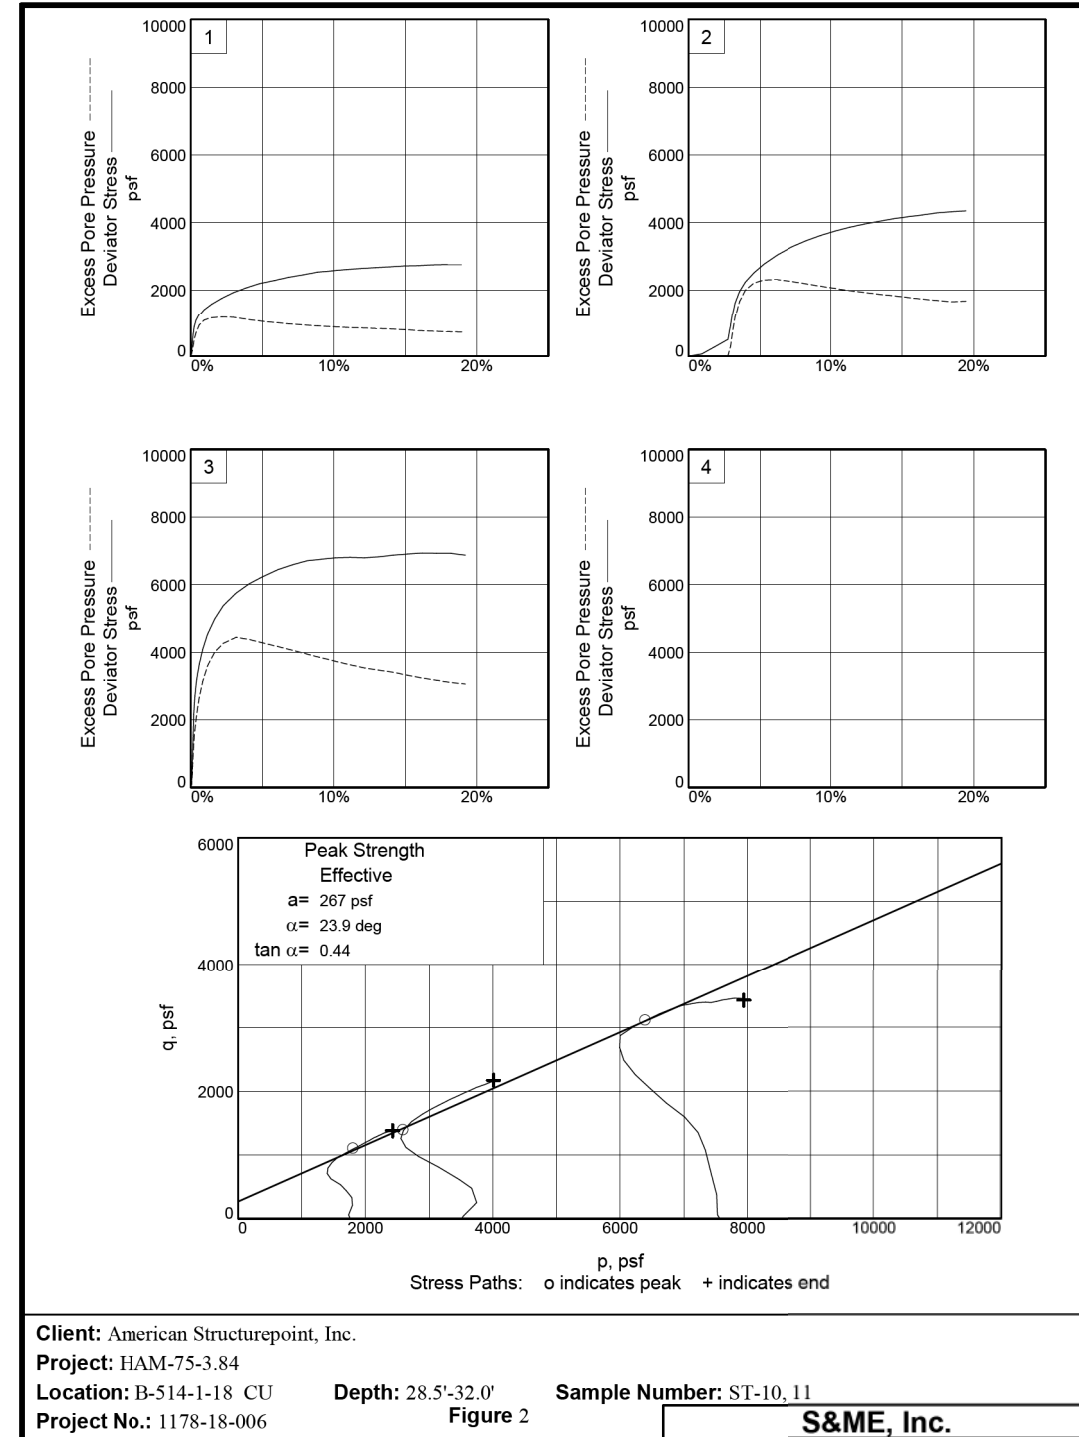 1
10000
8000
6000
4000
2000
0
0%
10%
20%
Excess Pore Pressure
Deviator Stress
psf
2
10000
8000
6000
4000
2000
0
0%
10%
20%
Excess Pore Pressure
Deviator Stress
psf
3
10000
8000
6000
4000
2000
0
0%
10%
20%
Excess Pore Pressure
Deviator Stress
psf
4
10000
8000
6000
4000
2000
0
0%
10%
20%
Excess Pore Pressure
Deviator Stress
psf
Peak Strength
Effective
a= 267 psf
α= 23.9 deg
tan α= 0.44
6000
4000
2000
0
q, psf
0
2000
4000
6000
8000
10000
12000
p, psf
Stress Paths: o indicates peak + indicates end
Client: American Structurepoint, Inc.
Project: HAM-75-3.84
Location: B-514-1-18 CU Depth: 28.5'-32.0' Sample Number: ST-10, 11
Project No.: 1178-18-006 Figure 2
S&ME, Inc.